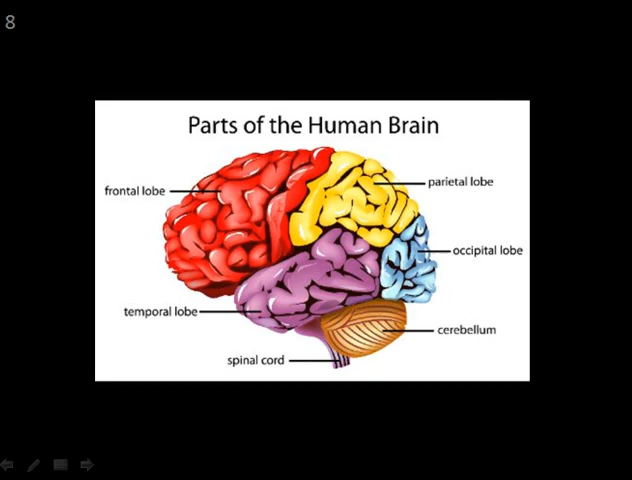 8
Parts of the Human Brain
frontal lobe
parietal lobe
occipital lobe
temporal lobe
cerebellum
spinal cord